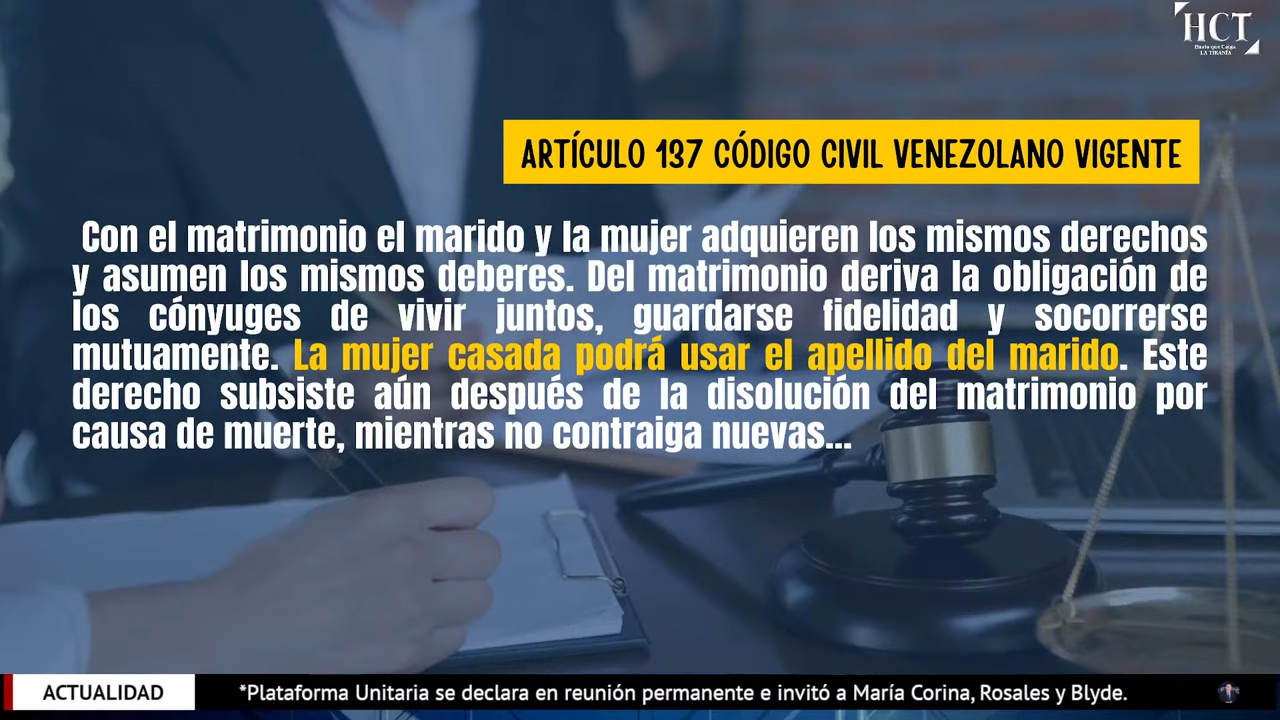 HCT
Hasta que Caiga
LA TIRANÍA
ARTÍCULO 137 CÓDIGO CIVIL VENEZOLANO VIGENTE
Con el matrimonio el marido y la mujer adquieren los mismos derechos
y asumen los mismos deberes. Del matrimonio deriva la obligación de
los cónyuges de vivir juntos, guardarse fidelidad y socorrerse
mutuamente. La mujer casada podrá usar el apellido del marido. Este
derecho subsiste aún después de la disolución del matrimonio por
causa de muerte, mientras no contraiga nuevas...
ACTUALIDAD
*Plataforma Unitaria se declara en reunión permanente e invitó a María Corina, Rosales y Blyde.